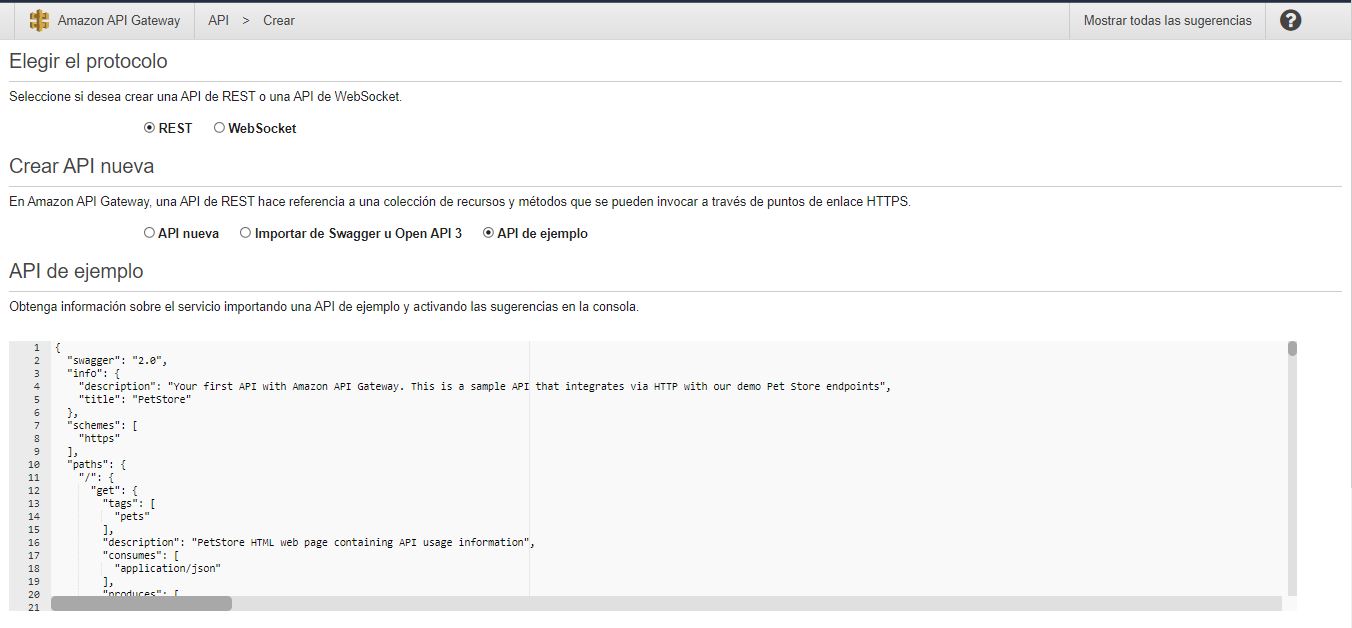 Amazon API Gateway API > Crear Mostrar todas las sugerencias ?
Elegir el protocolo
Seleccione si desea crear una API de REST o una API de WebSocket.
REST WebSocket
Crear API nueva
En Amazon API Gateway, una API de REST hace referencia a una colección de recursos y métodos que se pueden invocar a través de puntos de enlace HTTPS.
API nueva Importar de Swagger u Open API 3 API de ejemplo
API de ejemplo
Obtenga información sobre el servicio importando una API de ejemplo y activando las sugerencias en la consola.
1 {
2 "swagger": "2.0",
3 "info": {
4 "description": "Your first API with Amazon API Gateway. This is a sample API that integrates via HTTP with our demo Pet Store endpoints",
5 "title": "PetStore"
6 },
7 "schemes": [
8 "https"
9 ],
10 "paths": {
11 "/": {
12 "get": {
13 "tags": [
14 "pets"
15 ],
16 "description": "PetStore HTML web page containing API usage information",
17 "consumes": [
18 "application/json"
19 ],
20 "produces": [
21